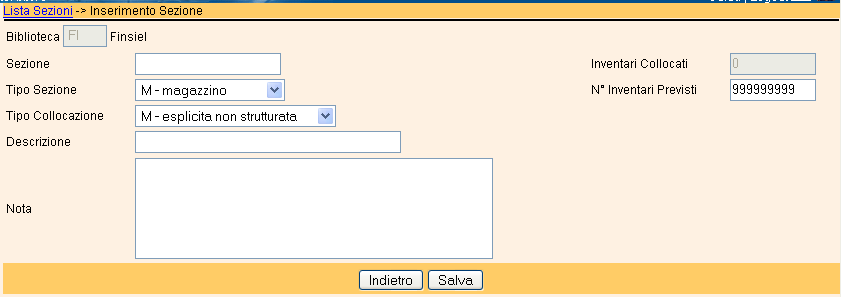 Lista Sezioni -> Inserimento Sezione
Biblioteca FI Finsiel
Sezione Inventari Collocati 0
Tipo Sezione M - magazzino N° Inventari Previsti 999999999
Tipo Collocazione M - esplicita non strutturata
Descrizione
Nota
Indietro Salva